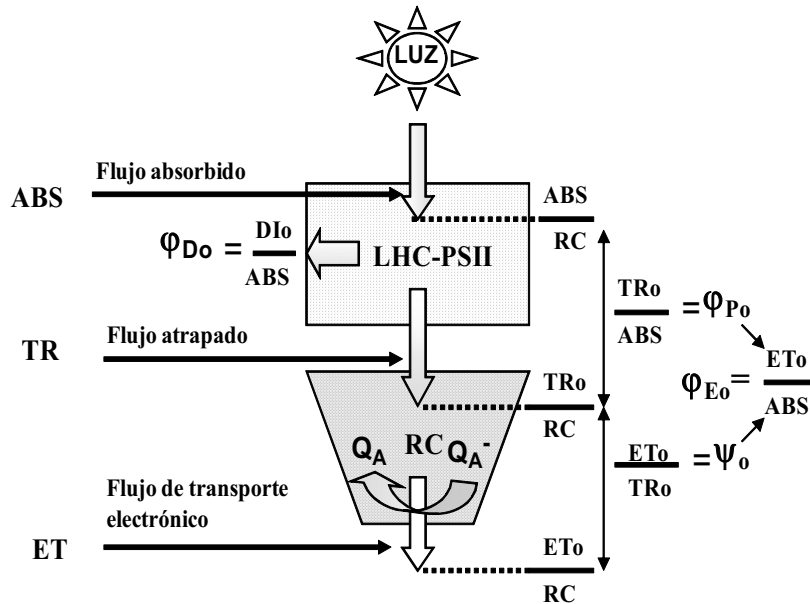 LUZ
Flujo absorbido
ABS
ABS
RC
φDo = DIo
ABS
LHC-PSII
TRo = φPo
ABS
Flujo atrapado
TR
TRo
RC
φEo = ETo
ABS
QA RC QA-
ETo = Ψo
TRo
Flujo de transporte
electrónico
ET
ETo
RC